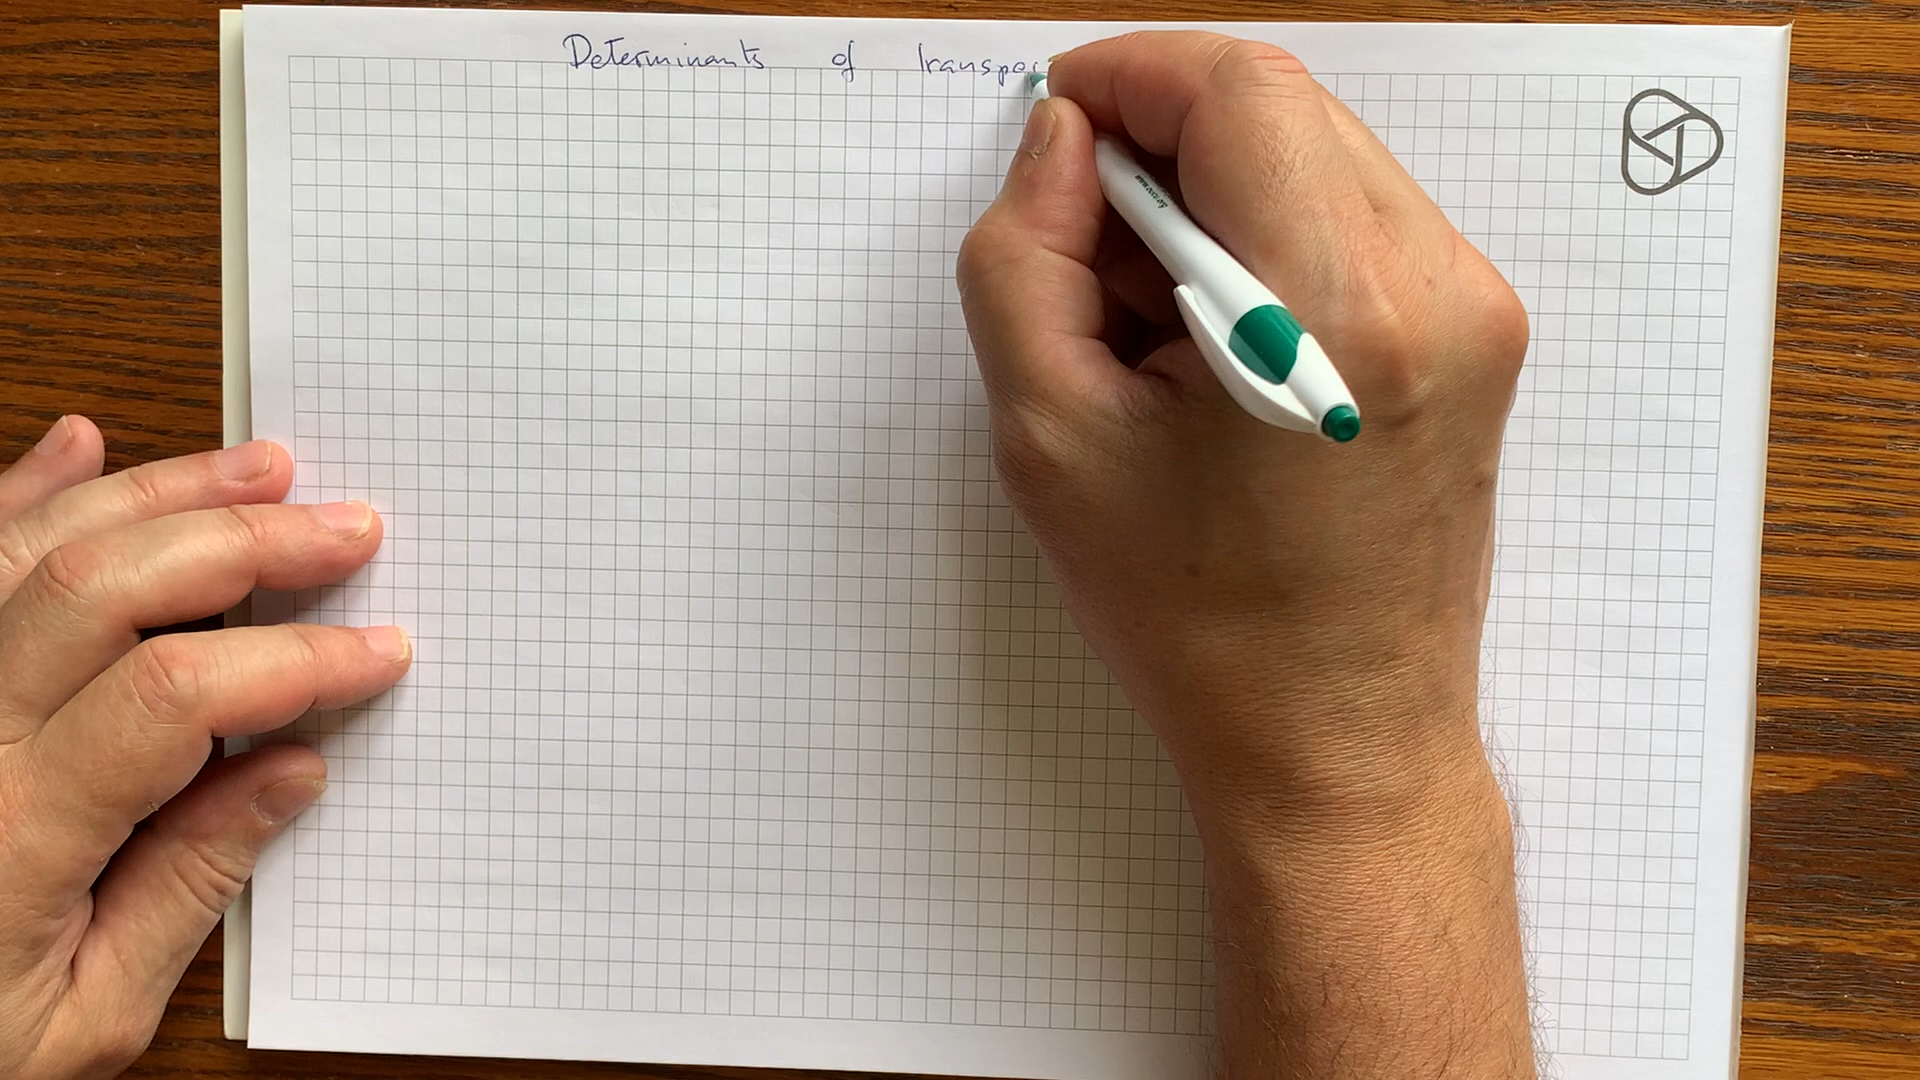 Determinants of transpo